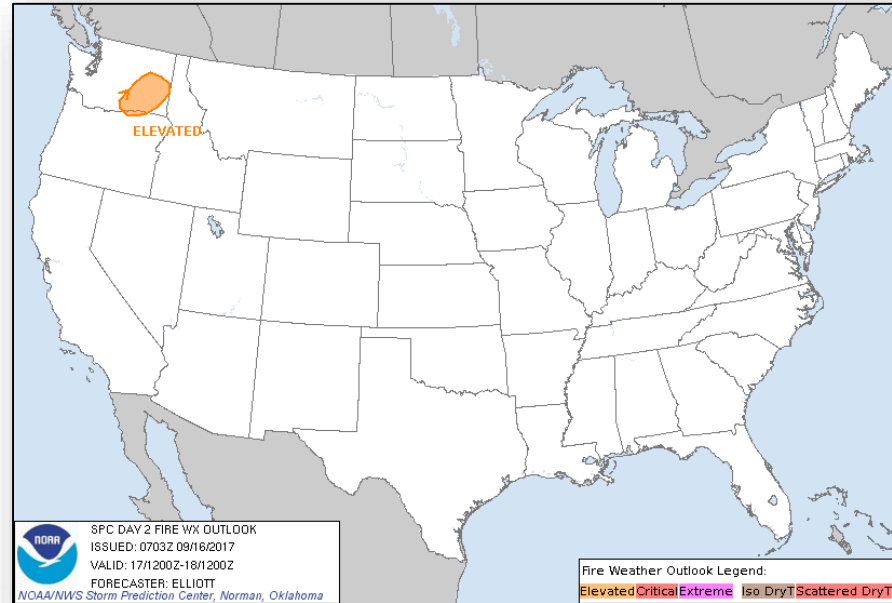 ELEVATED
NOAA
SPC DAY 2 FIRE WX OUTLOOK
ISSUED: 0703Z 09/16/2017
VALID: 17/1200Z-18/1200Z
FORECASTER: ELLIOTT
NOAA/NWS Storm Prediction Center, Norman, Oklahoma
Fire Weather Outlook Legend:
Elevated Critical Extreme Iso DryT Scattered DryT